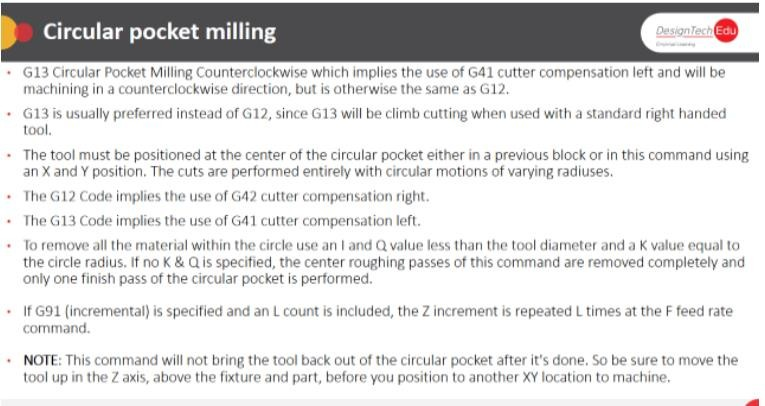 Circular pocket milling
DesignTech Edu
• G13 Circular Pocket Milling Counterclockwise which implies the use of G41 cutter compensation left and will be
machining in a counterclockwise direction, but is otherwise the same as G12.
• G13 is usually preferred instead of G12, since G13 will be climb cutting when used with a standard right handed
tool.
• The tool must be positioned at the center of the circular pocket either in a previous block or in this command using
an X and Y position. The cuts are performed entirely with circular motions of varying radiuses.
• The G12 Code implies the use of G42 cutter compensation right.
• The G13 Code implies the use of G41 cutter compensation left.
• To remove all the material within the circle use an I and Q value less than the tool diameter and a K value equal to
the circle radius. If no K & Q is specified, the center roughing passes of this command are removed completely and
only one finish pass of the circular pocket is performed.
• If G91 (incremental) is specified and an L count is included, the Z increment is repeated L times at the F feed rate
command.
• NOTE: This command will not bring the tool back out of the circular pocket after it's done. So be sure to move the
tool up in the Z axis, above the fixture and part, before you position to another XY location to machine.